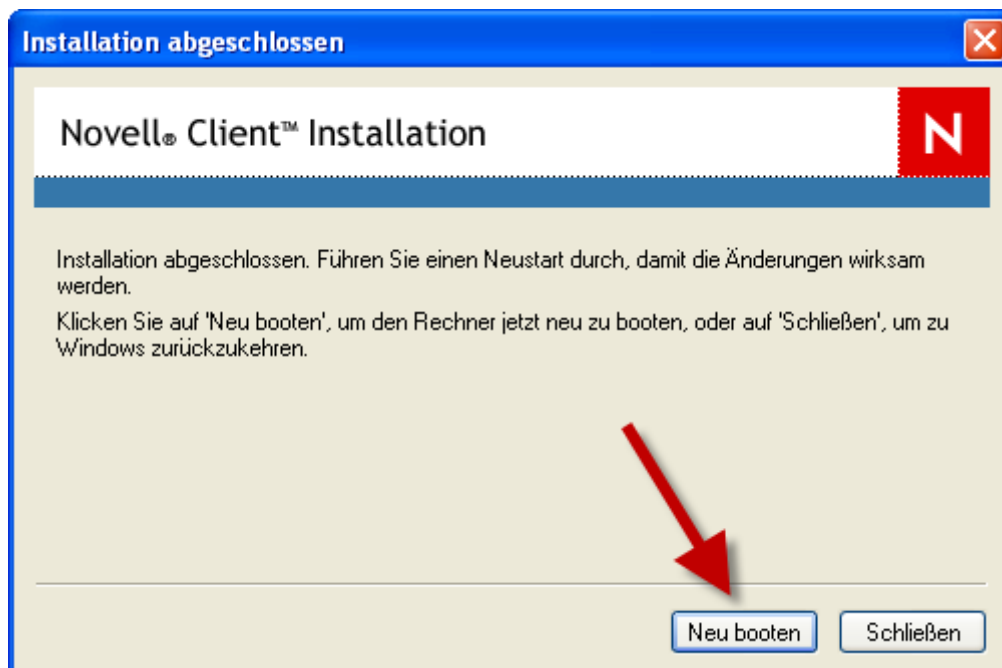 Installation abgeschlossen
Novell® Client™ Installation
N
Installation abgeschlossen. Führen Sie einen Neustart durch, damit die Änderungen wirksam
werden.
Klicken Sie auf 'Neu booten', um den Rechner jetzt neu zu booten, oder auf 'Schließen', um zu
Windows zurückzukehren.
Neu booten
Schließen